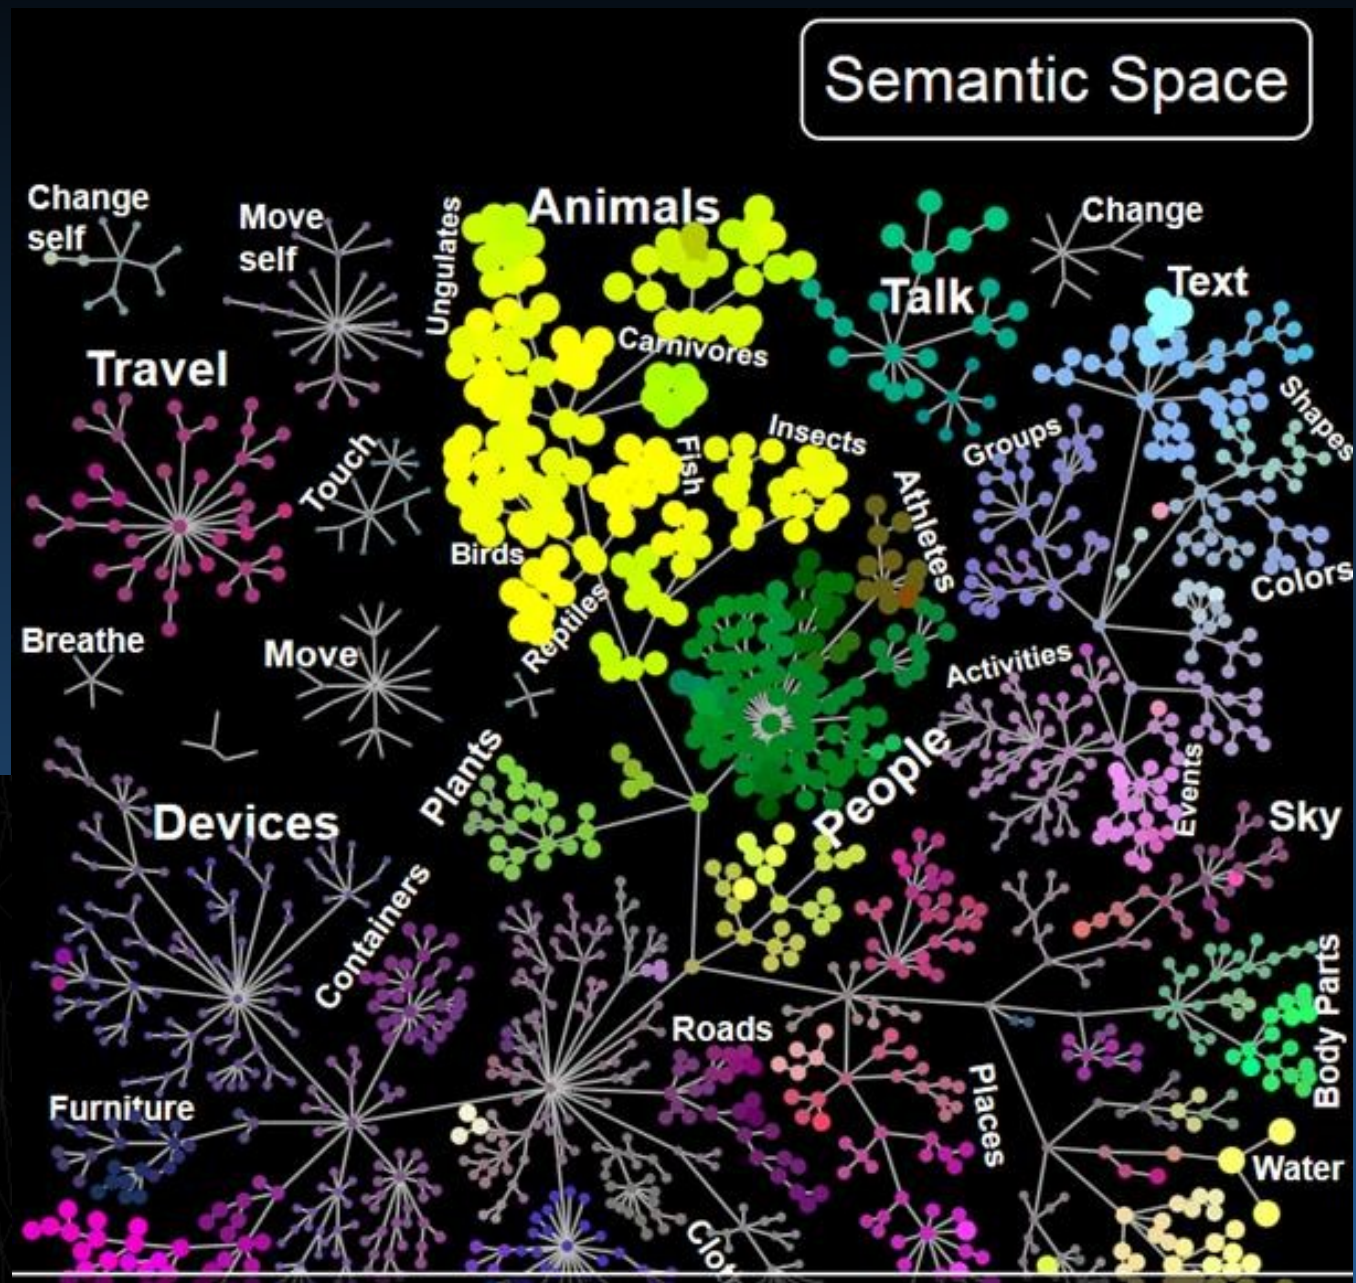 Semantic Space
Change
self
Move
self
Ungulates
Animals
Talk
Change
Text
Travel
Carnivores
Shapes
Touch
Fish
Insects
Groups
Athletes
Birds
Colors
Reptiles
Breathe
Move
Activities
Plants
People
Events
Devices
Sky
Containers
Body Parts
Roads
Places
Furniture
Water